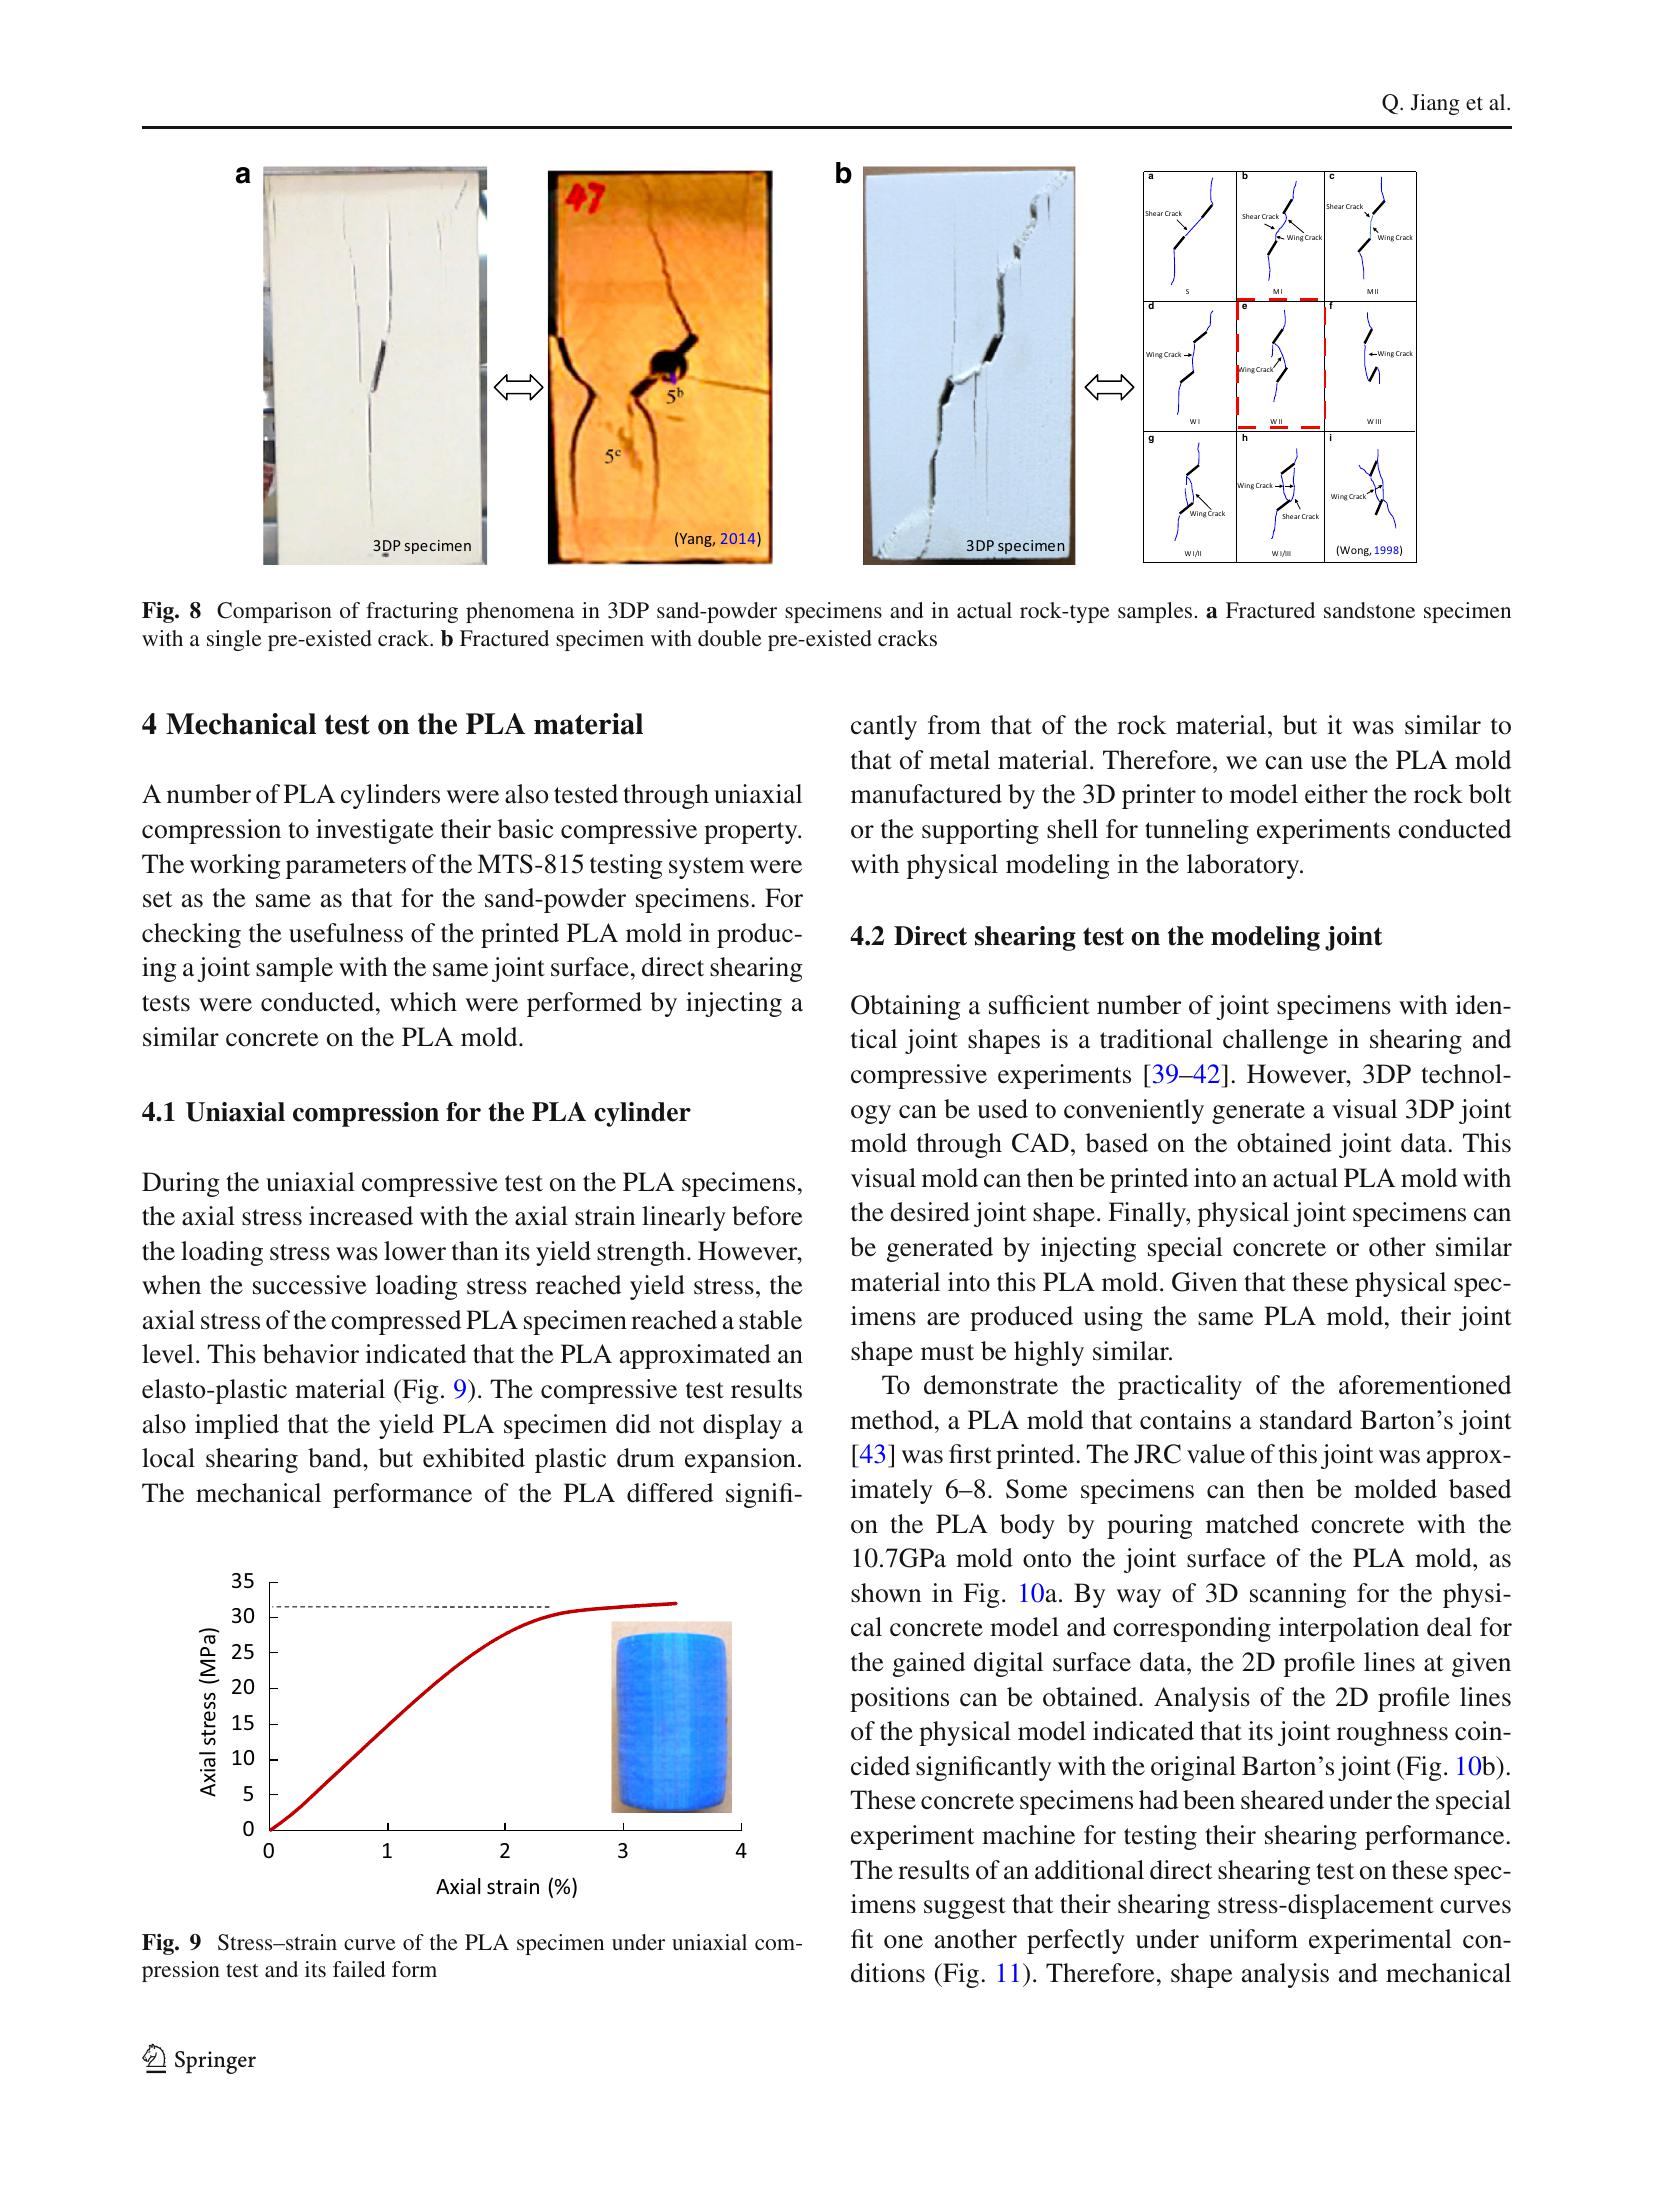 Q. Jiang et al.
a
47
5b
5c
3DP specimen
(Yang, 2014)
b
3DP specimen
a
Shear Crack
S
b
Shear Crack
Wing Crack
M I
c
Shear Crack
Wing Crack
M II
d
Wing Crack
W I
e
Wing Crack
W II
f
Wing Crack
W III
g
Wing Crack
W I/II
h
Wing Crack
Shear Crack
W I/III
i
Wing Crack
(Wong, 1998)
Fig. 8 Comparison of fracturing phenomena in 3DP sand-powder specimens and in actual rock-type samples. a Fractured sandstone specimen
with a single pre-existed crack. b Fractured specimen with double pre-existed cracks
4 Mechanical test on the PLA material
A number of PLA cylinders were also tested through uniaxial
compression to investigate their basic compressive property.
The working parameters of the MTS-815 testing system were
set as the same as that for the sand-powder specimens. For
checking the usefulness of the printed PLA mold in produc-
ing a joint sample with the same joint surface, direct shearing
tests were conducted, which were performed by injecting a
similar concrete on the PLA mold.
4.1 Uniaxial compression for the PLA cylinder
During the uniaxial compressive test on the PLA specimens,
the axial stress increased with the axial strain linearly before
the loading stress was lower than its yield strength. However,
when the successive loading stress reached yield stress, the
axial stress of the compressed PLA specimen reached a stable
level. This behavior indicated that the PLA approximated an
elasto-plastic material (Fig. 9). The compressive test results
also implied that the yield PLA specimen did not display a
local shearing band, but exhibited plastic drum expansion.
The mechanical performance of the PLA differed signifi-
35
30
25
20
15
10
5
0
Axial stress (MPa)
0 1 2 3 4
Axial strain (%)
Fig. 9 Stress–strain curve of the PLA specimen under uniaxial com-
pression test and its failed form
cantly from that of the rock material, but it was similar to
that of metal material. Therefore, we can use the PLA mold
manufactured by the 3D printer to model either the rock bolt
or the supporting shell for tunneling experiments conducted
with physical modeling in the laboratory.
4.2 Direct shearing test on the modeling joint
Obtaining a sufficient number of joint specimens with iden-
tical joint shapes is a traditional challenge in shearing and
compressive experiments [39–42]. However, 3DP technol-
ogy can be used to conveniently generate a visual 3DP joint
mold through CAD, based on the obtained joint data. This
visual mold can then be printed into an actual PLA mold with
the desired joint shape. Finally, physical joint specimens can
be generated by injecting special concrete or other similar
material into this PLA mold. Given that these physical spec-
imens are produced using the same PLA mold, their joint
shape must be highly similar.
To demonstrate the practicality of the aforementioned
method, a PLA mold that contains a standard Barton's joint
[43] was first printed. The JRC value of this joint was approx-
imately 6–8. Some specimens can then be molded based
on the PLA body by pouring matched concrete with the
10.7GPa mold onto the joint surface of the PLA mold, as
shown in Fig. 10a. By way of 3D scanning for the physi-
cal concrete model and corresponding interpolation deal for
the gained digital surface data, the 2D profile lines at given
positions can be obtained. Analysis of the 2D profile lines
of the physical model indicated that its joint roughness coin-
cided significantly with the original Barton's joint (Fig. 10b).
These concrete specimens had been sheared under the special
experiment machine for testing their shearing performance.
The results of an additional direct shearing test on these spec-
imens suggest that their shearing stress-displacement curves
fit one another perfectly under uniform experimental con-
ditions (Fig. 11). Therefore, shape analysis and mechanical
Springer